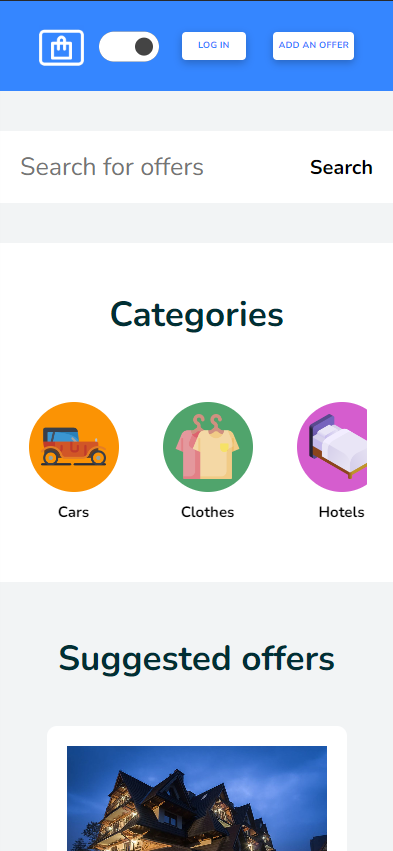 LOG IN
ADD AN OFFER
Search for offers
Search
Categories
Cars
Clothes
Hotels
Suggested offers